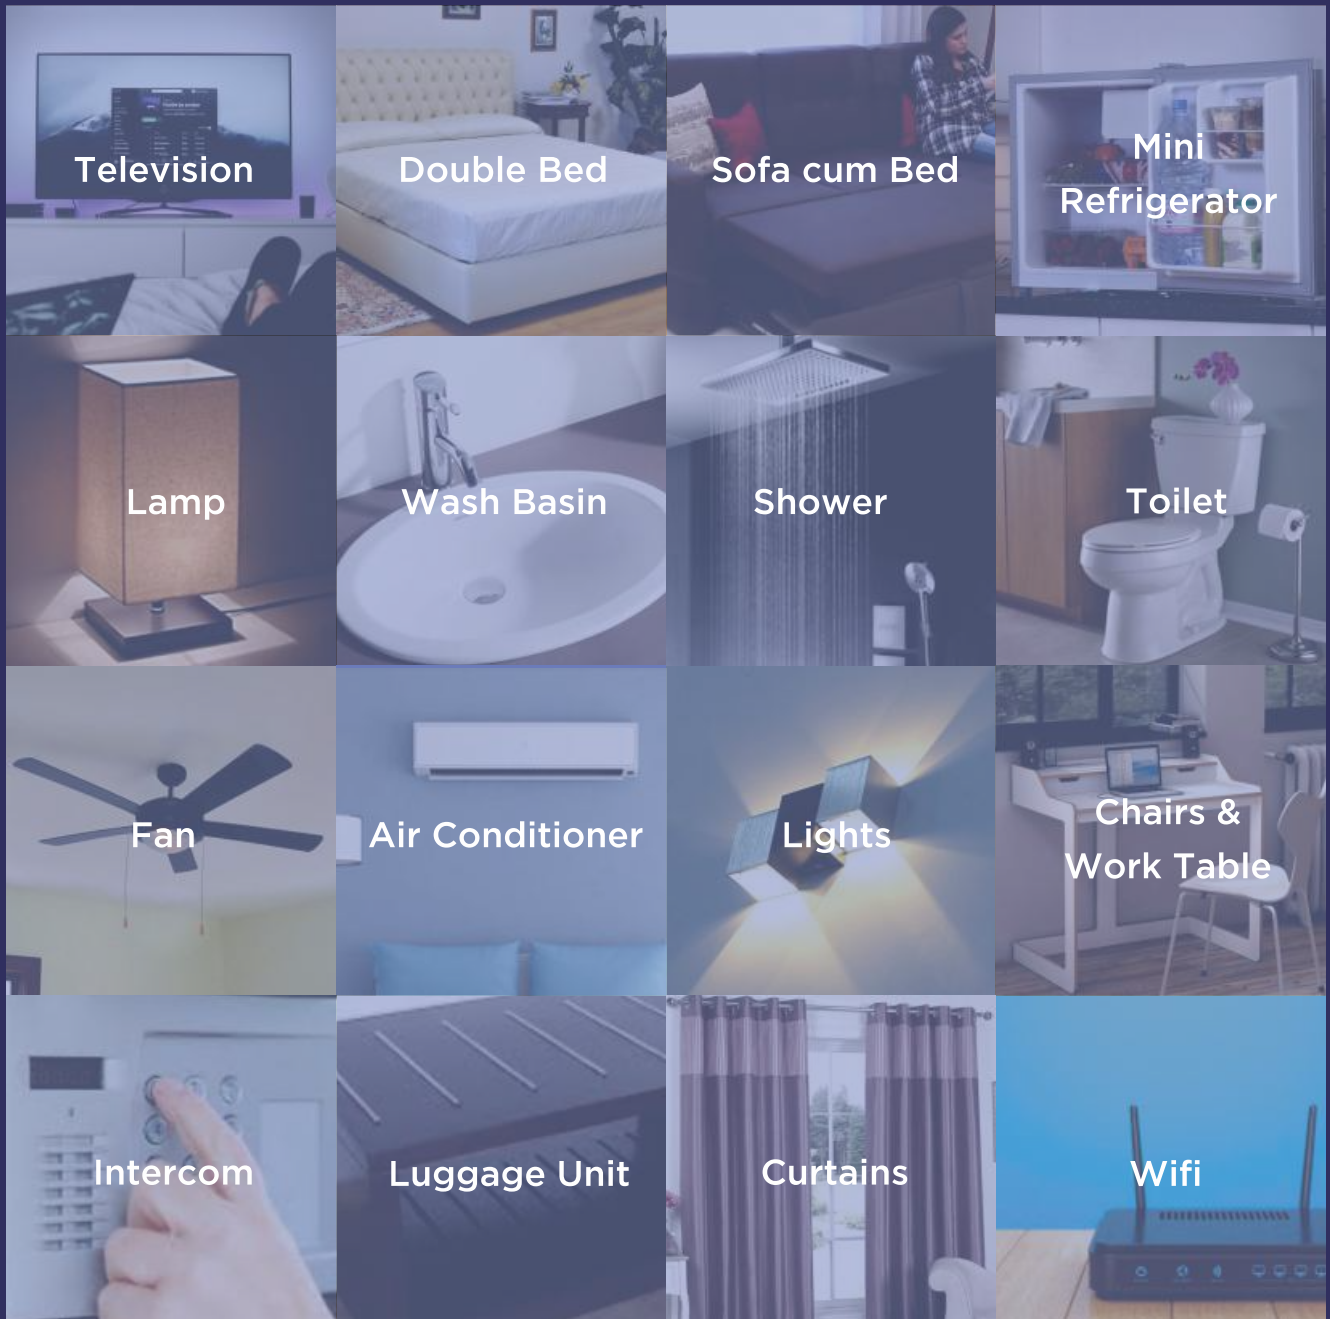 Television
Double Bed
Sofa cum Bed
Mini
Refrigerator
Lamp
Wash Basin
Shower
Toilet
Fan
Air Conditioner
Lights
Chairs &
Work Table
Intercom
Luggage Unit
Curtains
Wifi